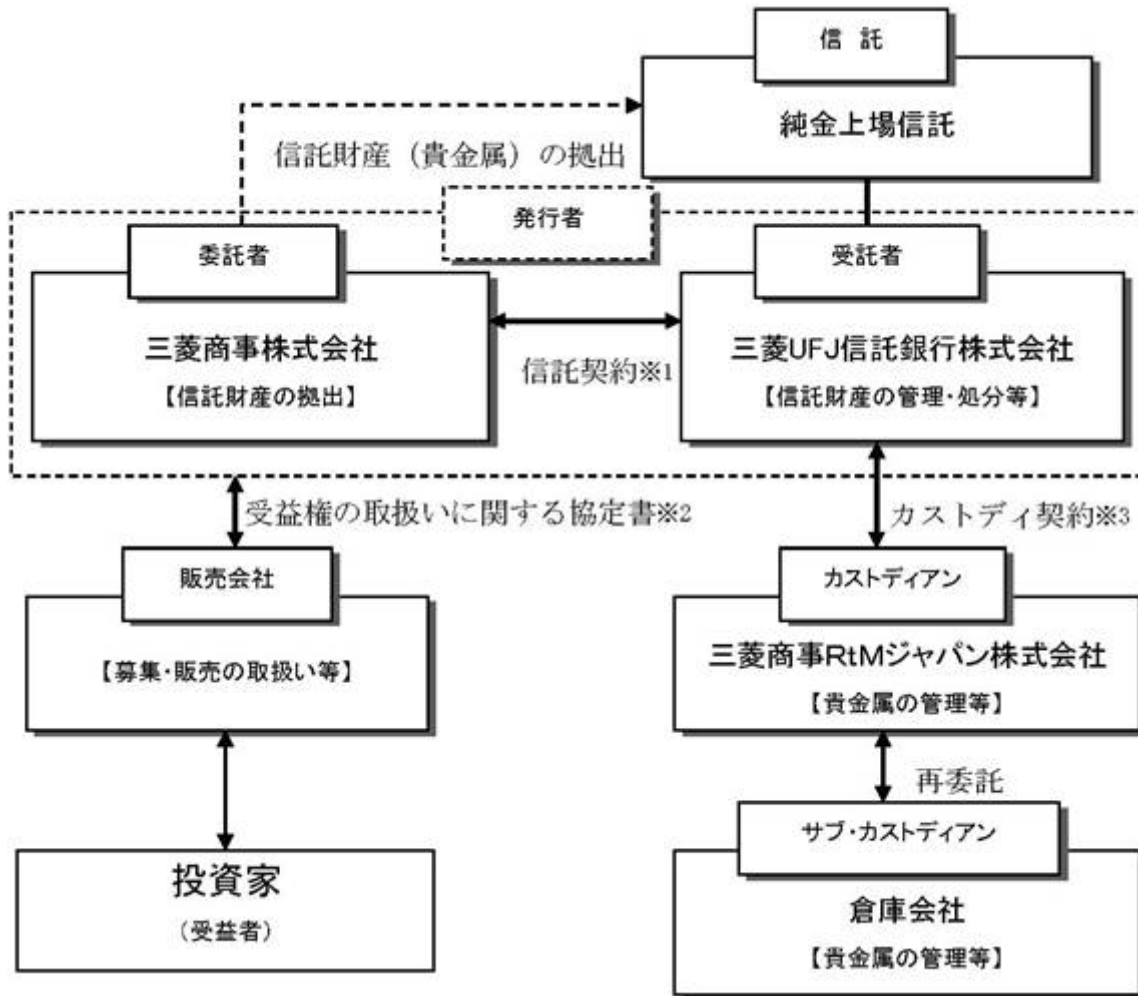 信 託
純金上場信託
信託財産（貴金属）の拠出
発行者
委託者
受託者
三菱商事株式会社
【信託財産の拠出】
信託契約※1
三菱UFJ信託銀行株式会社
【信託財産の管理・処分等】
受益権の取扱いに関する協定書※2
カストディ契約※3
販売会社
【募集・販売の取扱い等】
カストディアン
三菱商事RtMジャパン株式会社
【貴金属の管理等】
再委託
投資家
（受益者）
サブ・カストディアン
倉庫会社
【貴金属の管理等】